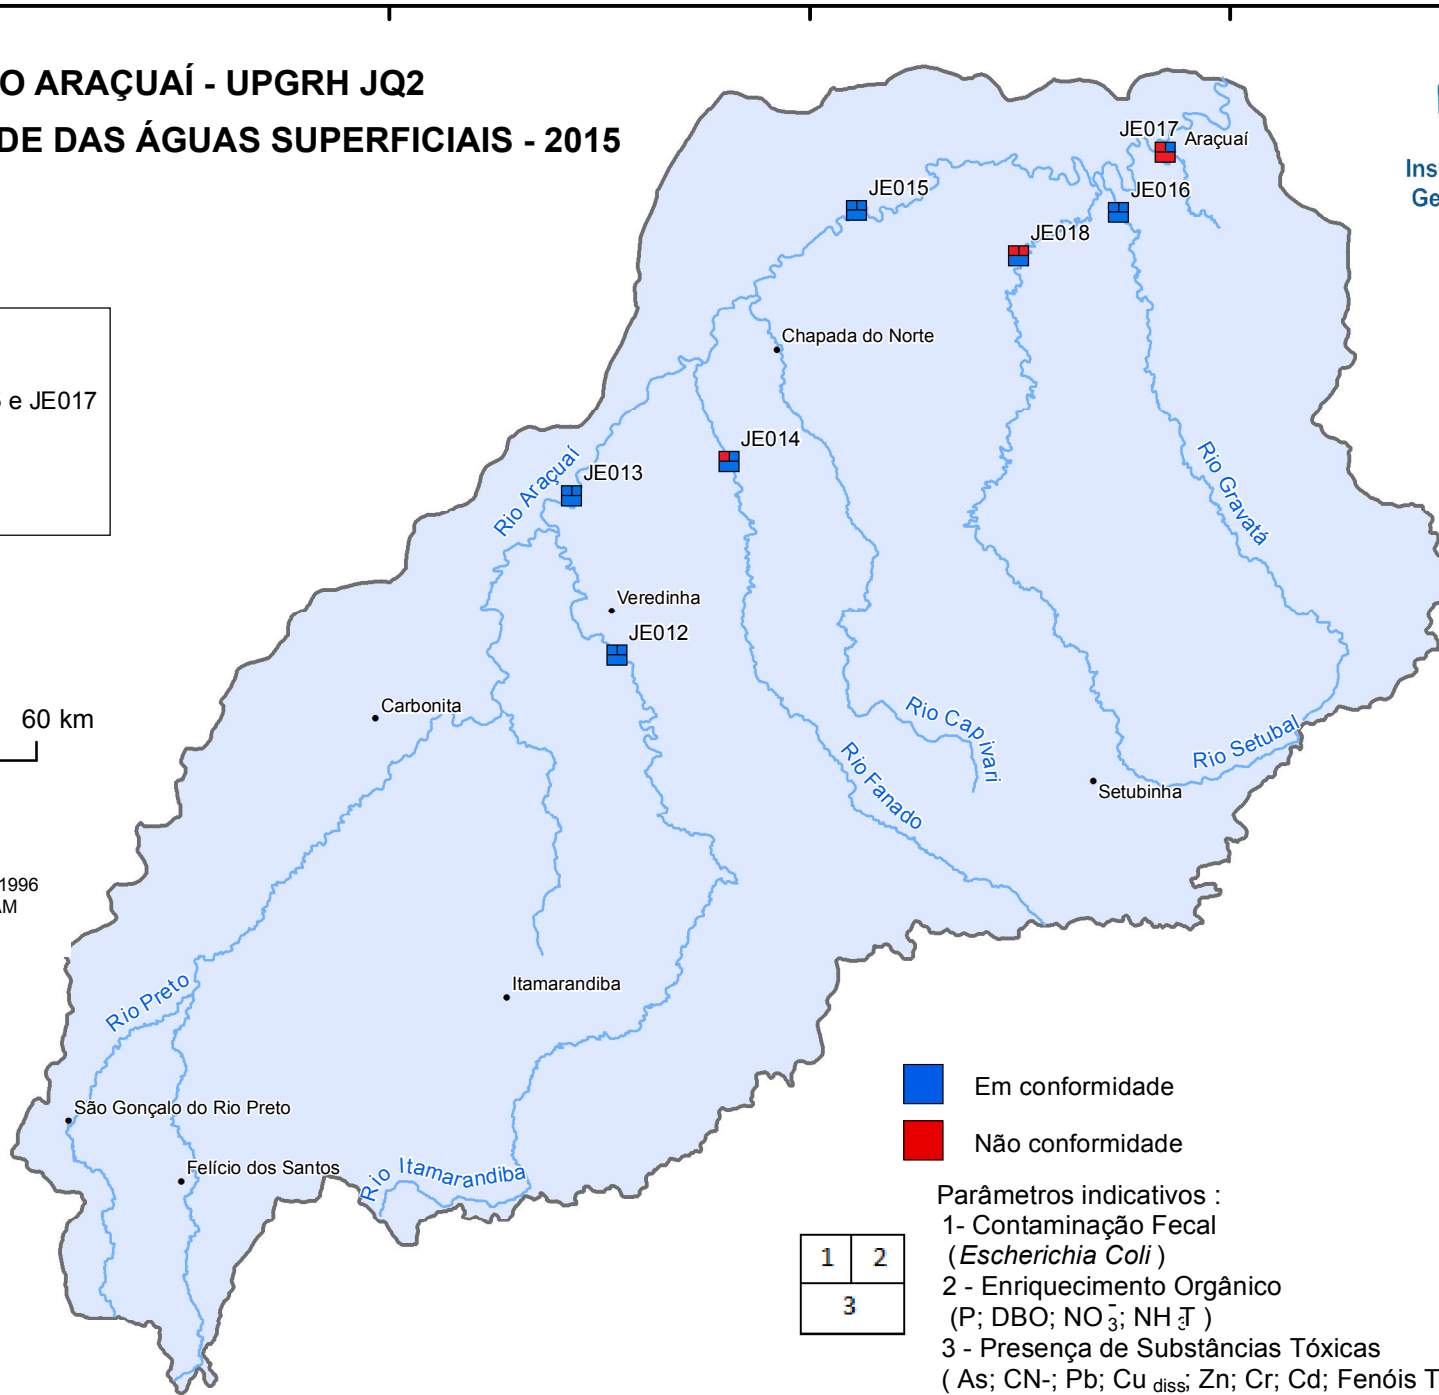 O ARAÇUAÍ - UPGRH JQ2
DE DAS ÁGUAS SUPERFICIAIS - 2015
JE017
Araçuaí
Ins
Ge
JE015
JE016
JE018
Chapada do Norte
e JE017
JE014
Rio Araçuaí
JE013
Rio Gravatá
Veredinha
JE012
Carbonita
60 km
Rio Capivari
Rio Setubal
Rio Fanado
Setubinha
1996
AM
Rio Preto
Itamarandiba
São Gonçalo do Rio Preto
Felício dos Santos
Rio Itamarandiba
Em conformidade
Não conformidade
Parâmetros indicativos :
1- Contaminação Fecal
(Escherichia Coli )
2 - Enriquecimento Orgânico
(P; DBO; NO3-; NH3T )
3 - Presença de Substâncias Tóxicas
( As; CN-; Pb; Cu diss; Zn; Cr; Cd; Fenóis T
1 2
3